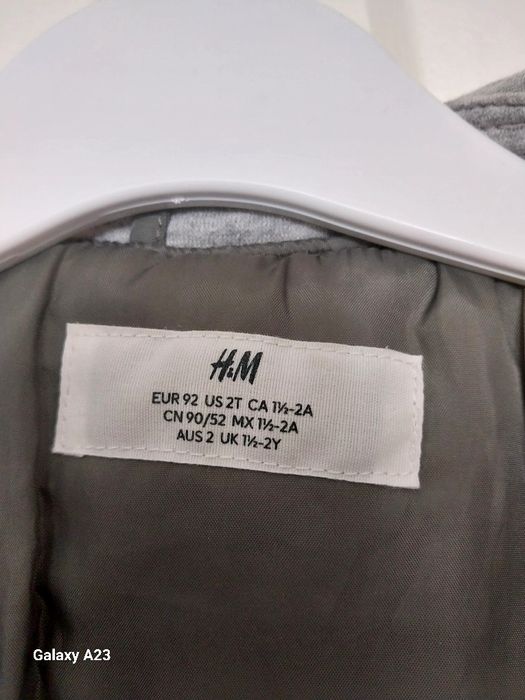 H&M
EUR 92 US 2T CA 1½-2A
CN 90/52 MX 1½-2A
AUS 2 UK 1½-2Y
Galaxy A23